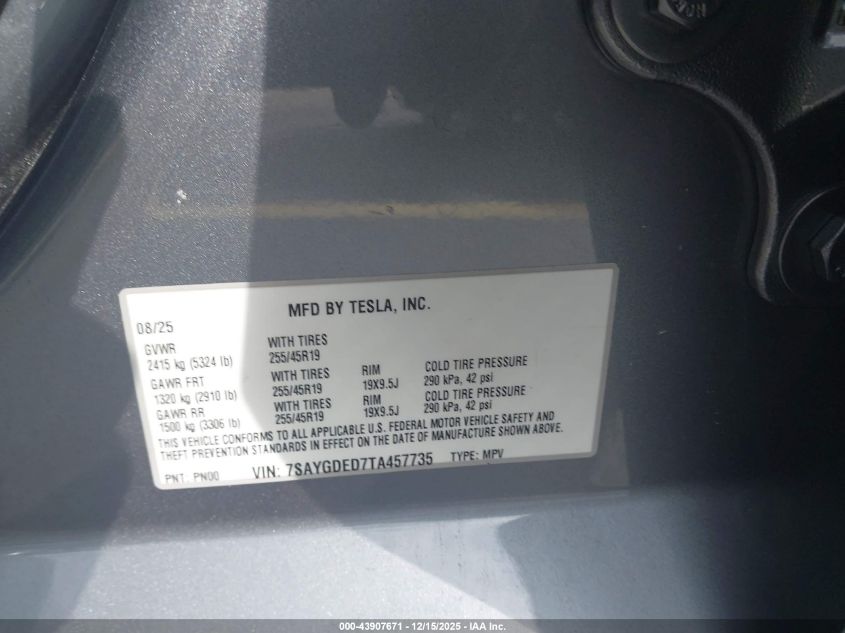 MFD BY TESLA, INC.
08/25
GVWR
2415 kg (5324 lb)
WITH TIRES
255/45R19
GAWR FRT
1320 kg (2910 lb)
WITH TIRES
255/45R19
RIM
19X9.5J
COLD TIRE PRESSURE
290 kPa, 42 psi
GAWR RR
1500 kg (3306 lb)
WITH TIRES
255/45R19
RIM
19X9.5J
COLD TIRE PRESSURE
290 kPa, 42 psi
THIS VEHICLE CONFORMS TO ALL APPLICABLE U.S. FEDERAL MOTOR VEHICLE SAFETY AND
THEFT PREVENTION STANDARDS IN EFFECT ON THE DATE OF MANUFACTURE SHOWN ABOVE.
PNT: PN00 VIN: 7SAYGDED7TA457735 TYPE: MPV
000-43907671 - 12/15/2025 - IAA Inc.